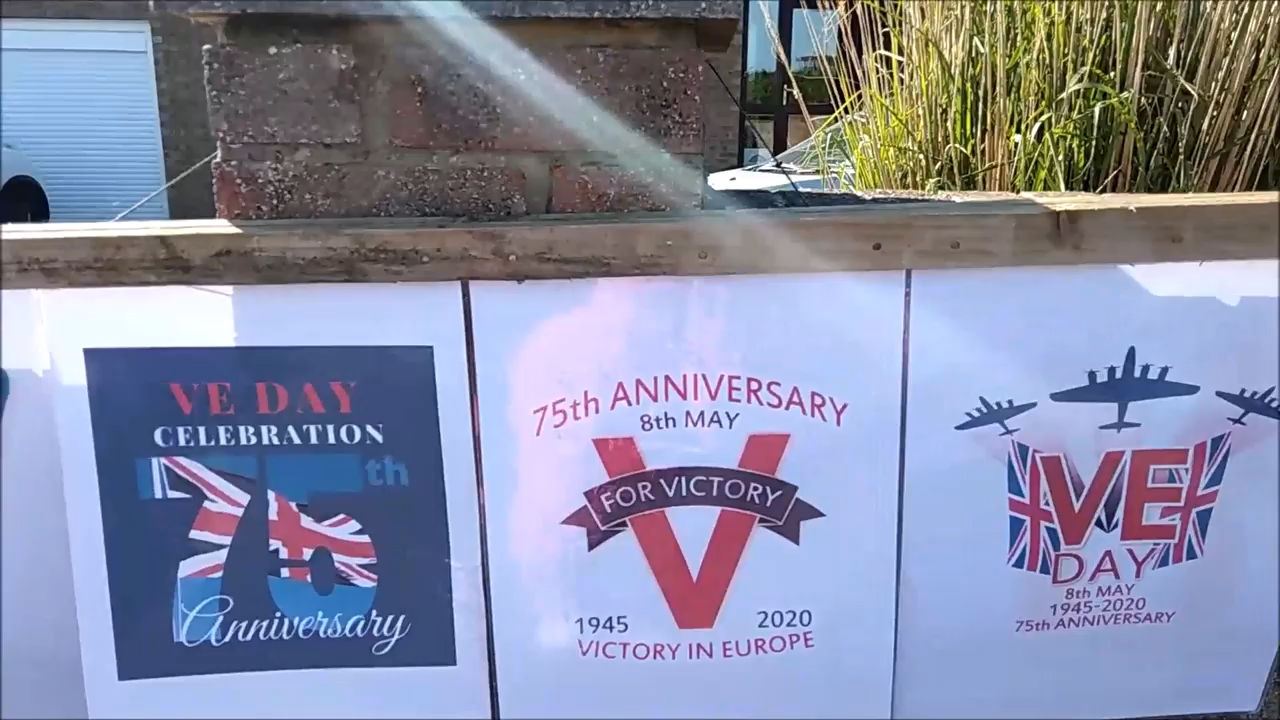 VE DAY
CELEBRATION
75th
Anniversary
75th ANNIVERSARY
8th MAY
V
FOR VICTORY
1945 2020
VICTORY IN EUROPE
VE
DAY
8th MAY
1945-2020
75th ANNIVERSARY